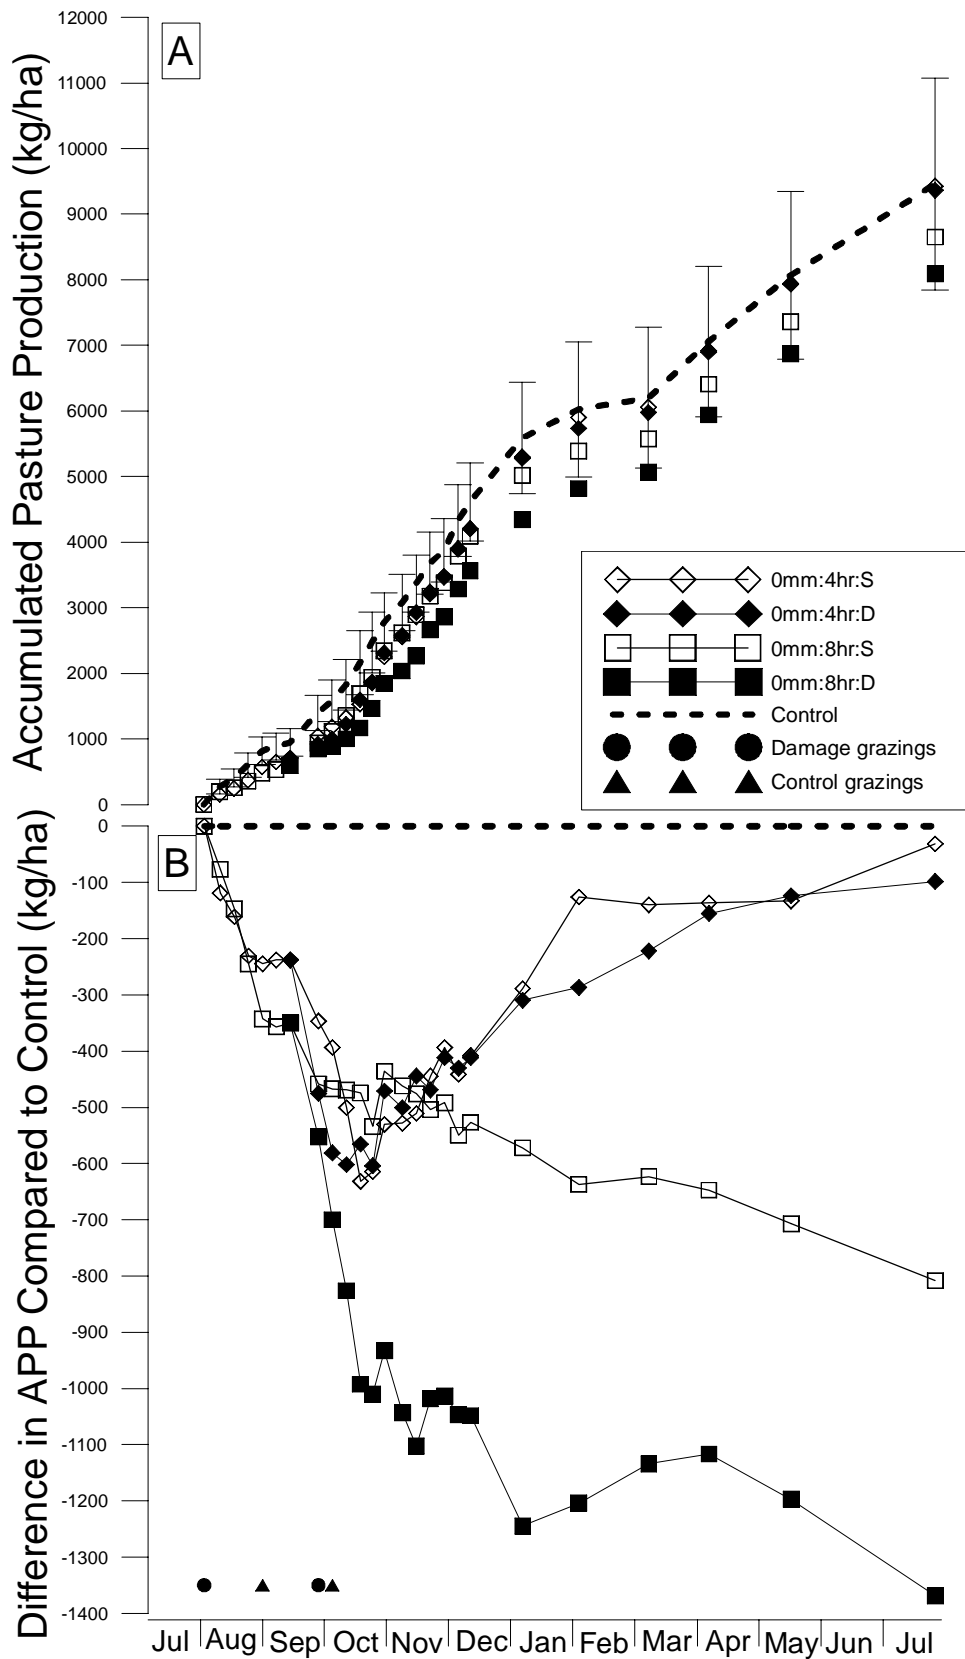 12000
A
11000
10000
9000
8000
7000
6000
5000
4000
3000
2000
1000
0
Accumulated Pasture Production (kg/ha)
0mm:4hr:S
0mm:4hr:D
0mm:8hr:S
0mm:8hr:D
Control
Damage grazings
Control grazings
0
B
-100
-200
-300
-400
-500
-600
-700
-800
-900
-1000
-1100
-1200
-1300
-1400
Difference in APP Compared to Control (kg/ha)
Jul Aug Sep Oct Nov Dec Jan Feb Mar Apr May Jun Jul